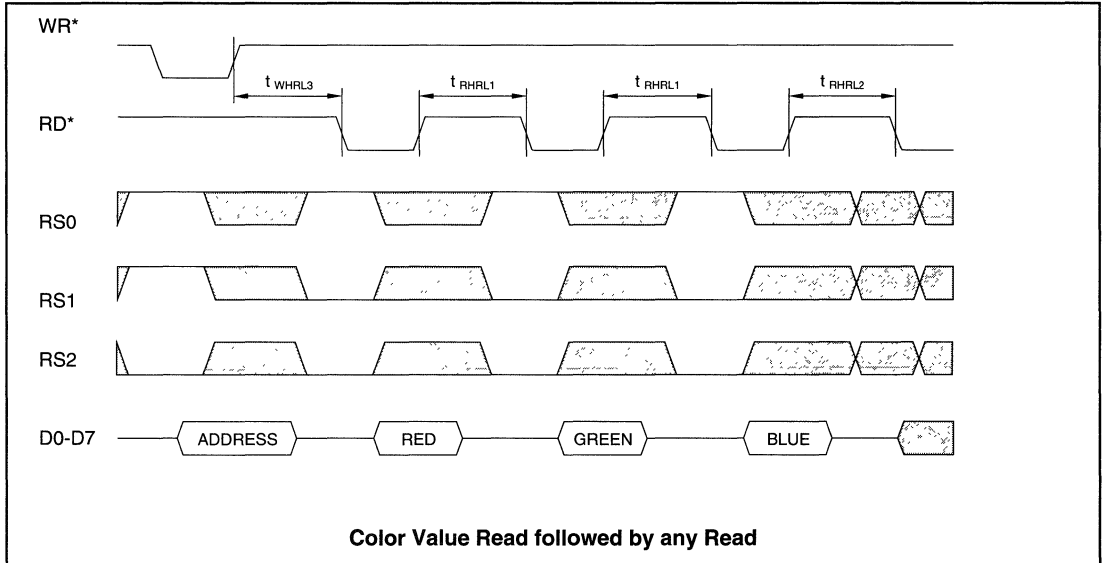 WR*
t WHRL3 t RHRL1 t RHRL1 t RHRL2
RD*
RS0
RS1
RS2
D0-D7 ADDRESS RED GREEN BLUE
Color Value Read followed by any Read